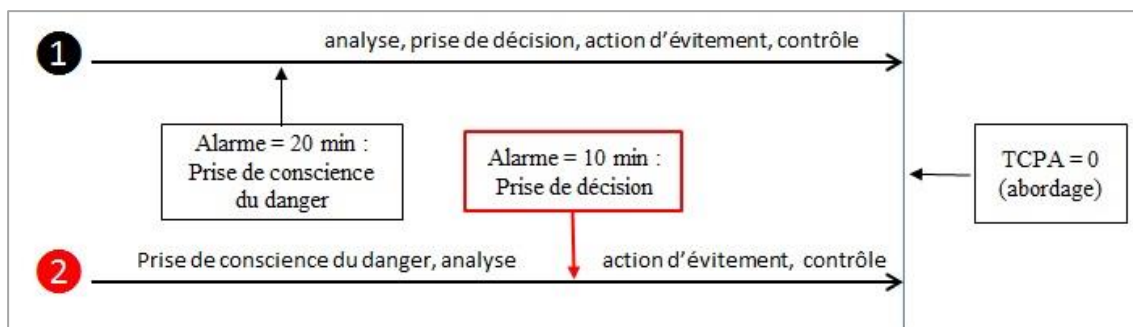 1
analyse, prise de décision, action d'évitement, contrôle
Alarme = 20 min :
Prise de conscience
du danger
Alarme = 10 min :
Prise de décision
TCPA = 0
(abordage)
2
Prise de conscience du danger, analyse
action d'évitement, contrôle